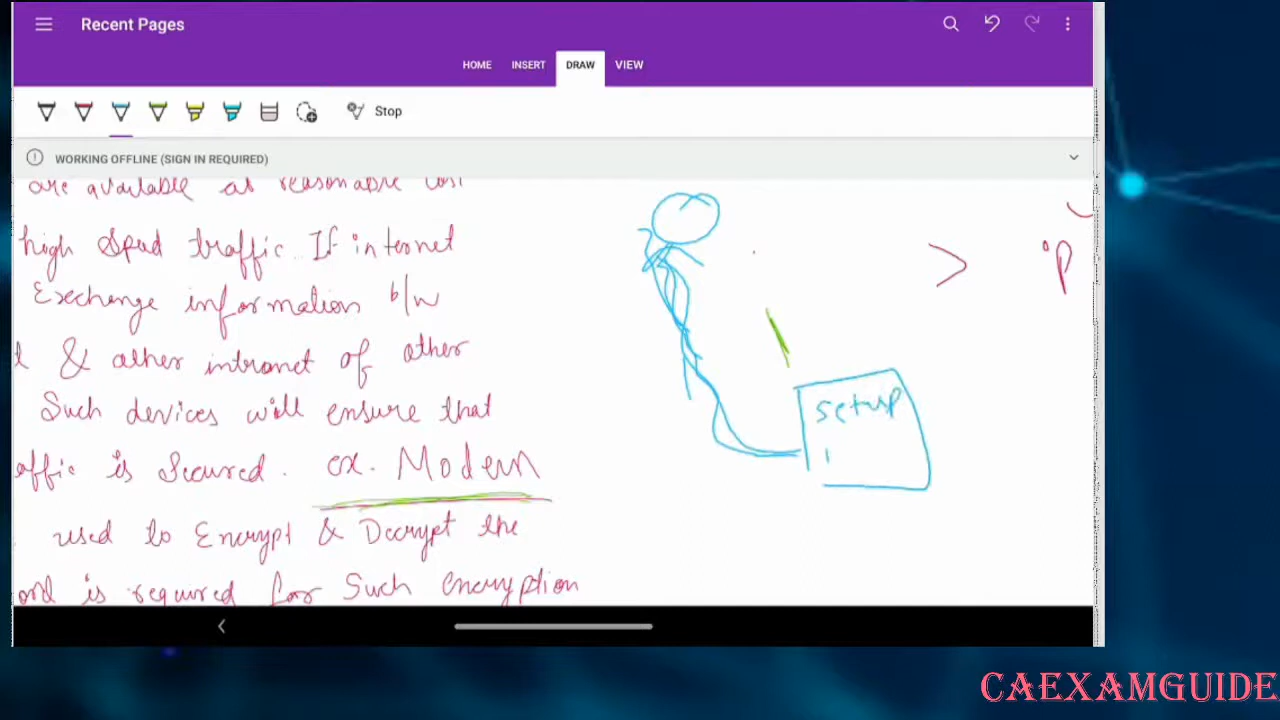 Recent Pages
HOME INSERT DRAW VIEW
Stop
WORKING OFFLINE (SIGN IN REQUIRED)
are available at reasonable cost
high Speed traffic. If internet
Exchange information b/w
l & other intranet of other
Such devices will ensure that
affic is Secured. ex. Modern
used to Encrypt & Decrypt the
ord is required for Such encryption
setup
>
CAEXAMGUIDE